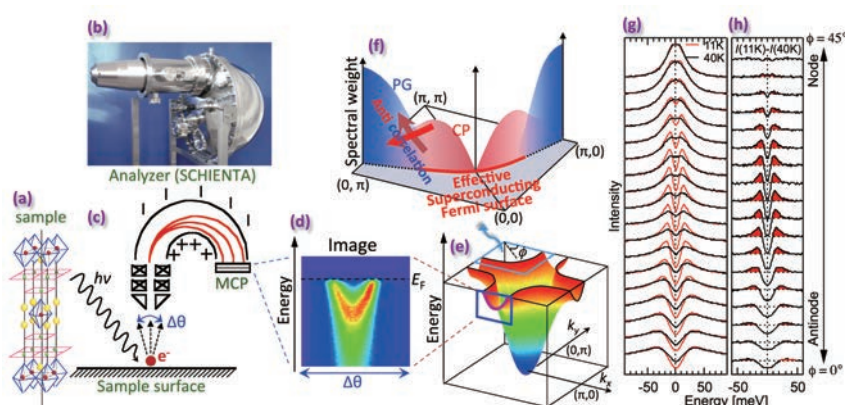 (a)
sample
(b)
Analyzer (SCHIENTA)
(c)
hν
Δθ
e-
Sample surface
MCP
(d)
Image
Energy
E_F
Δθ
(e)
Energy
ϕ
k_y
(0,π)
k_x
(π,0)
(f)
Spectral weight
PG
(π, π)
CP
Anti correlation
(π,0)
(0, π)
Effective
Superconducting
Fermi surface
(0,0)
(g)
11K
40K
Intensity
-50
0
50
Energy [meV]
(h)
I(11K)-I(40K)
-50
0
50
ϕ = 45°
Node
Antinode
ϕ = 0°